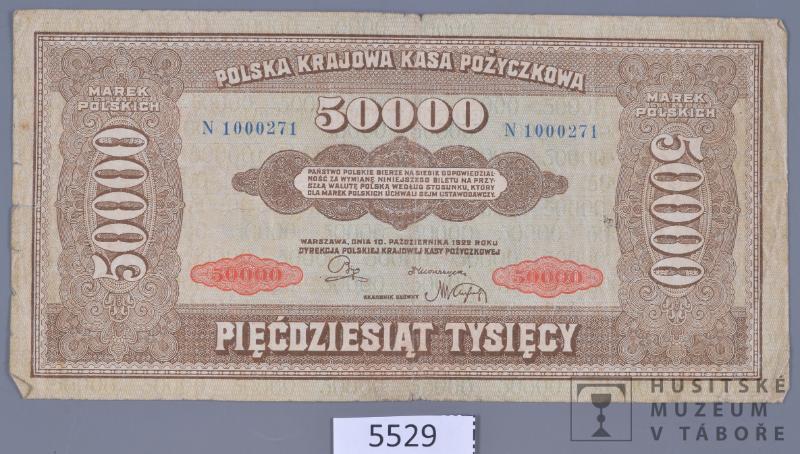 POLSKA KRAJOWA KASA POŻYCZKOWA
MAREK
POLSKICH
50000
MAREK
POLSKICH
N 1000271
N 1000271
50000
PAŃSTWO POLSKIE BIERZE NA SIEBIE ODPOWIEDZIAL-
NOŚĆ ZA WYMIANĘ NINIEJSZEGO BILETU NA PRZY-
SZŁĄ WALUTĘ POLSKĄ WEDŁUG STOSUNKU, KTÓRY
DLA MAREK POLSKICH UCHWALI SEJM USTAWODAWCZY.
50000
WARSZAWA, DNIA 10. PAŹDZIERNIKA 1922 ROKU
DYREKCJA POLSKIEJ KRAJOWEJ KASY POŻYCZKOWEJ
50000
50000
SKARBNIK GŁÓWNY
PIĘĆDZIESIĄT TYSIĘCY
5529
HUSITSKÉ
MUZEUM
V TÁBOŘE